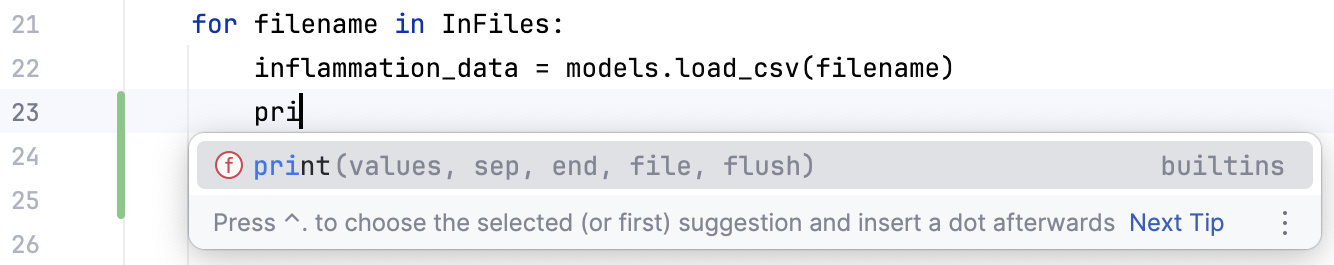 21 for filename in InFiles:
22 inflammation_data = models.load_csv(filename)
23 pri
24 f print(values, sep, end, file, flush) builtins
25 Press ^. to choose the selected (or first) suggestion and insert a dot afterwards Next Tip ⋮
26